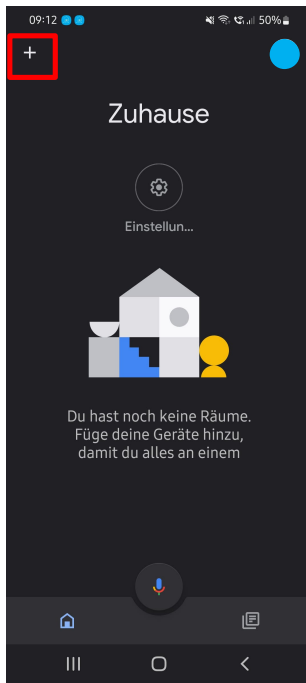 09:12 50%
Zuhause
Einstellun...
Du hast noch keine Räume.
Füge deine Geräte hinzu,
damit du alles an einem